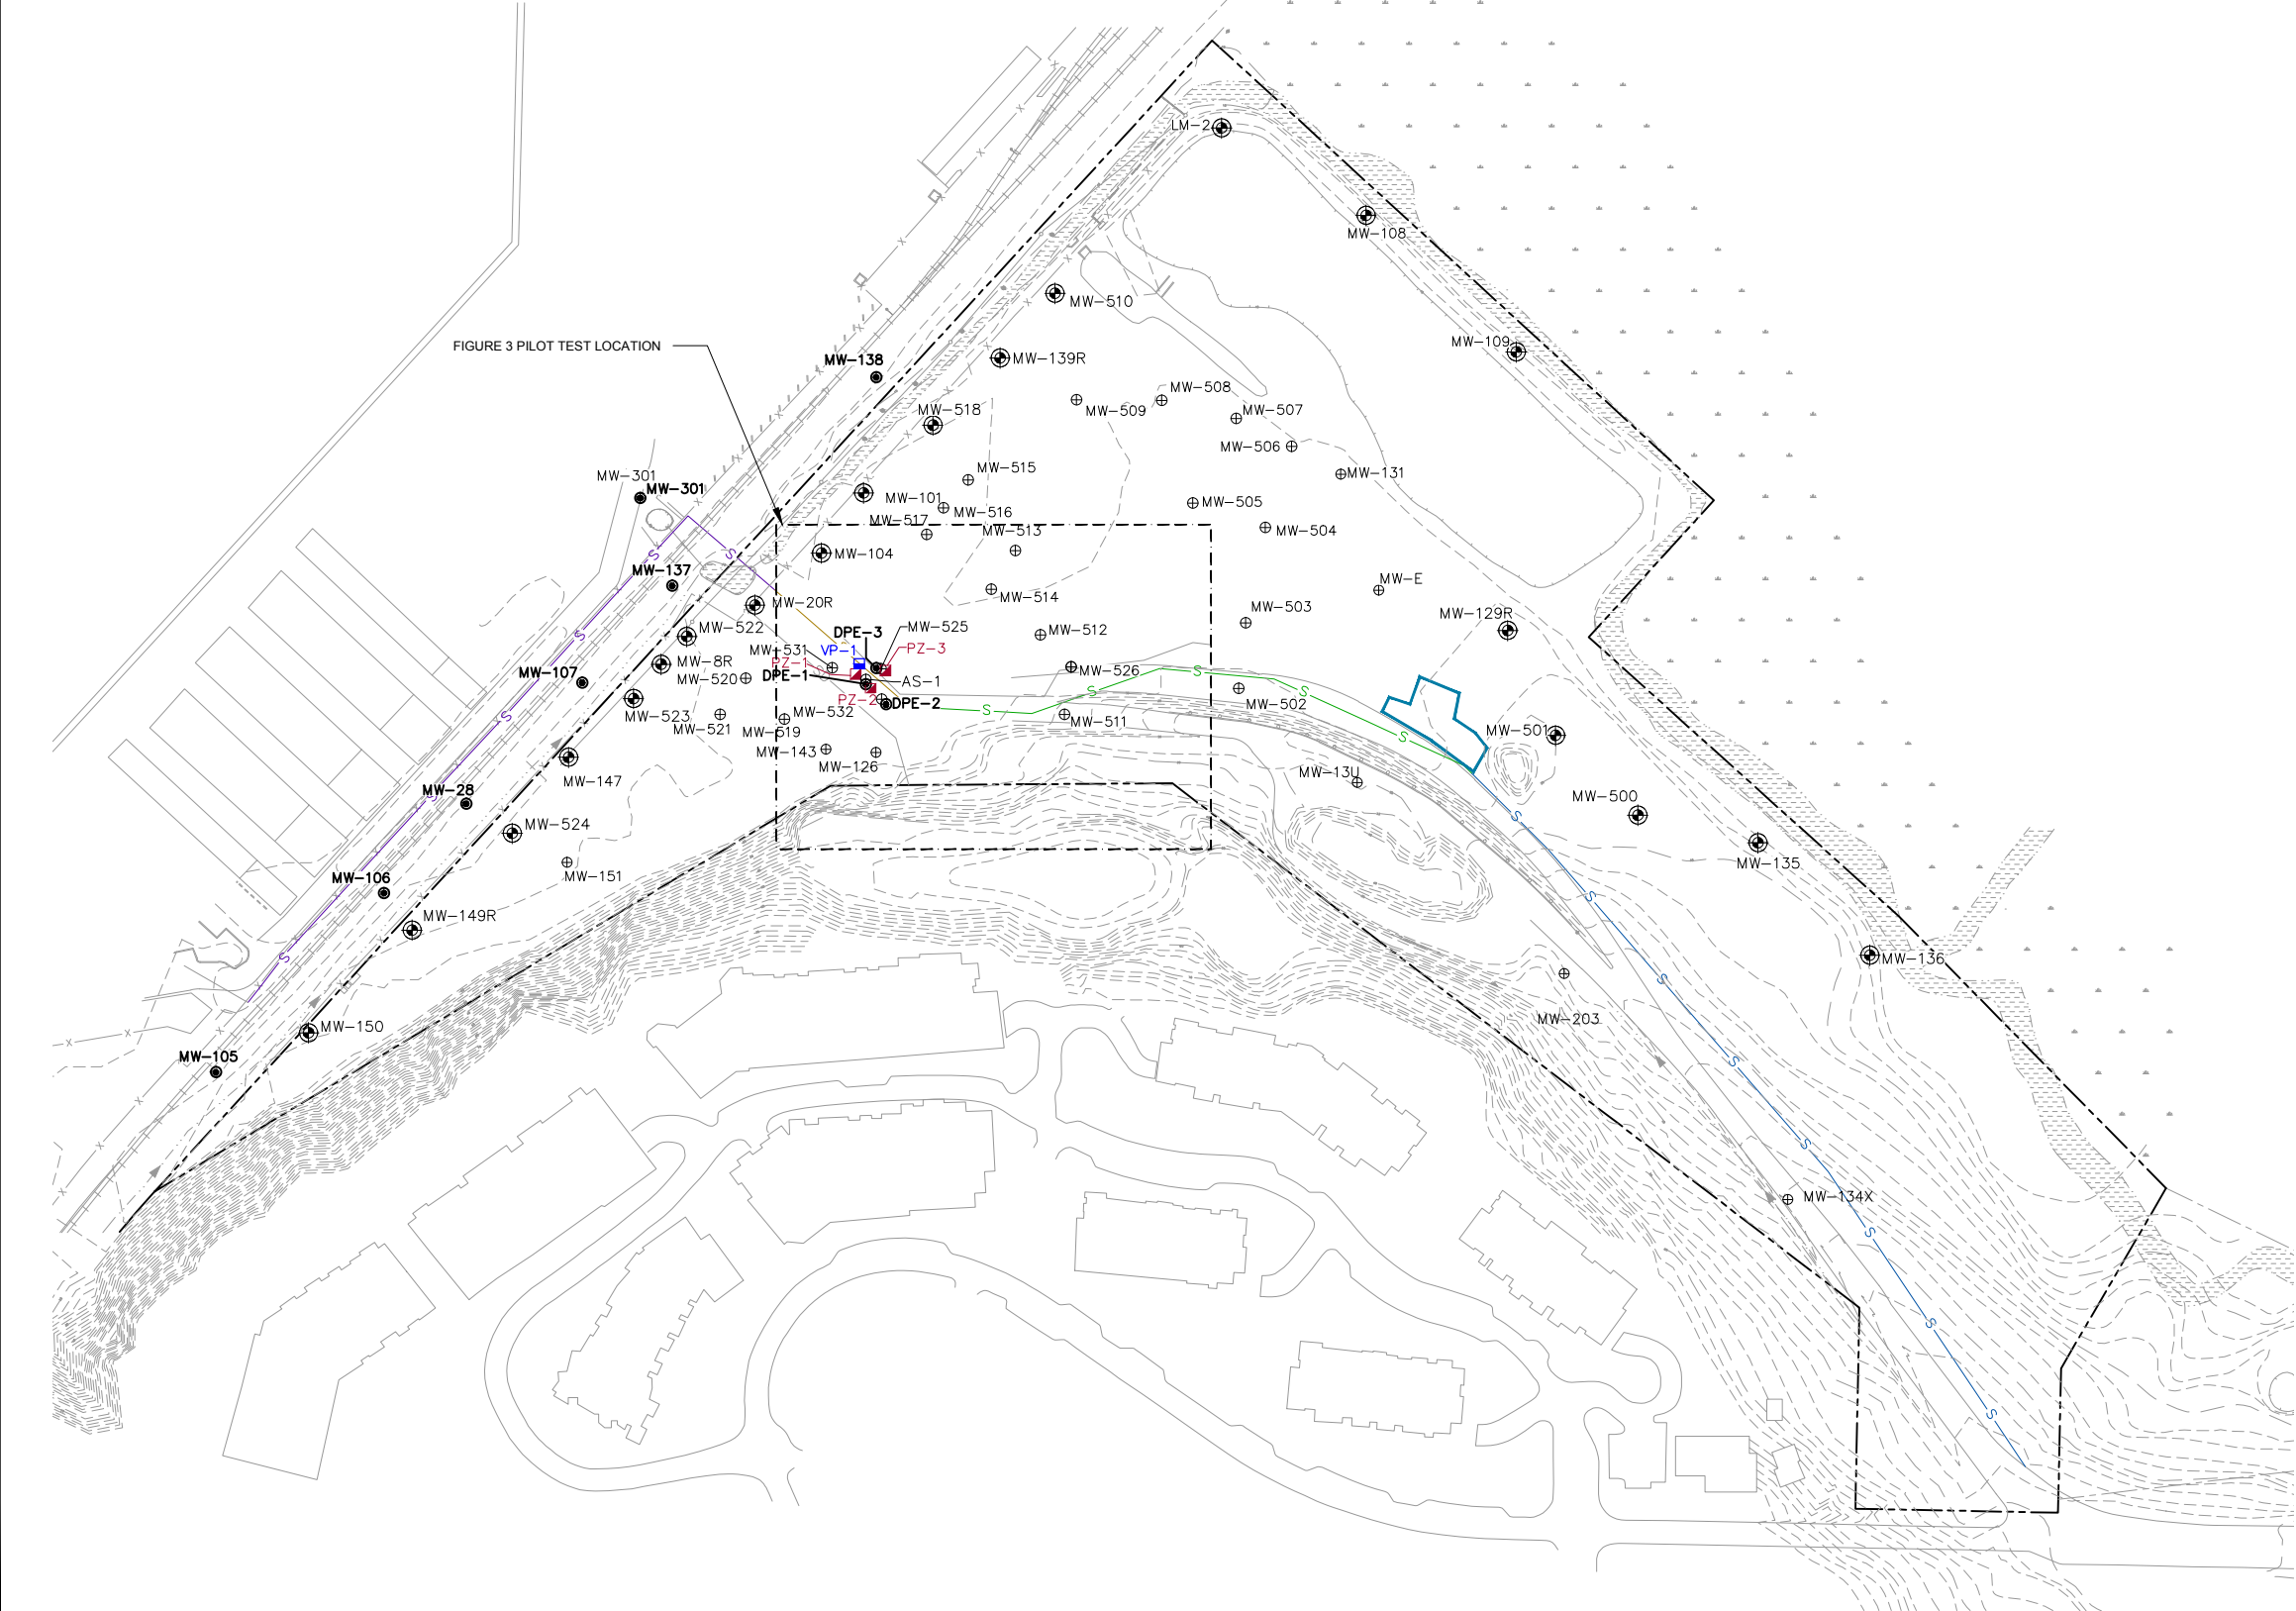 LM-2
MW-108
MW-510
FIGURE 3 PILOT TEST LOCATION
MW-109
MW-138
MW-139R
MW-508
MW-518
MW-509
MW-507
MW-506
MW-515
MW-131
MW-301
MW-301
MW-101
MW-505
MW-516
MW-517
MW-513
MW-504
S
S
MW-104
MW-137
MW-E
MW-514
MW-20R
MW-503
MW-129R
MW-522
DPE-3
MW-525
MW-512
S
MW-531
VP-1
PZ-3
MW-8R
PZ-1
MW-526
MW-107
MW-520
DPE-1
AS-1
S
S
S
PZ-2
DPE-2
MW-502
S
MW-532
S
MW-523
MW-511
MW-521
MW-519
MW-501
S
MW-143
MW-126
MW-147
MW-13U
MW-28
S
MW-500
S
MW-524
MW-135
MW-151
MW-106
S
MW-149R
S
MW-136
S
MW-203
MW-150
MW-105
S
S
MW-134X
S
S
S